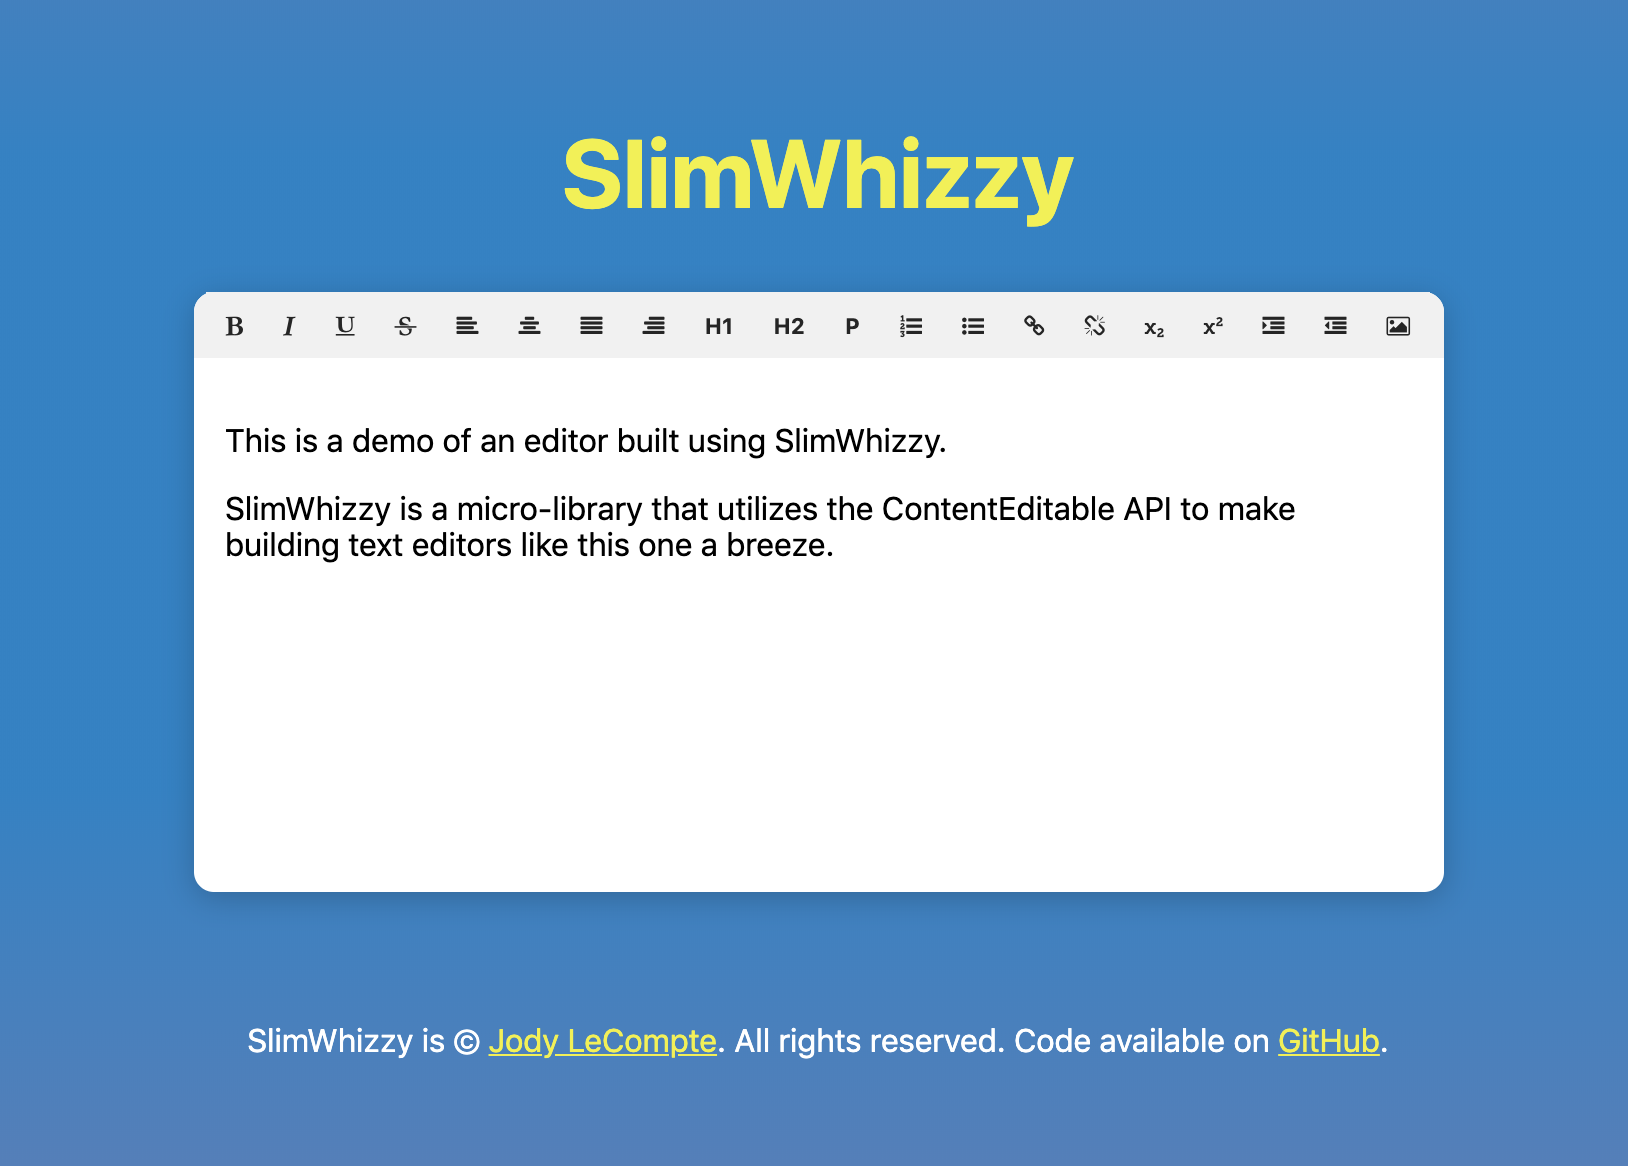 SlimWhizzy
B I U S H1 H2 P x₂ x²
This is a demo of an editor built using SlimWhizzy.
SlimWhizzy is a micro-library that utilizes the ContentEditable API to make
building text editors like this one a breeze.
SlimWhizzy is © Jody LeCompte. All rights reserved. Code available on GitHub.